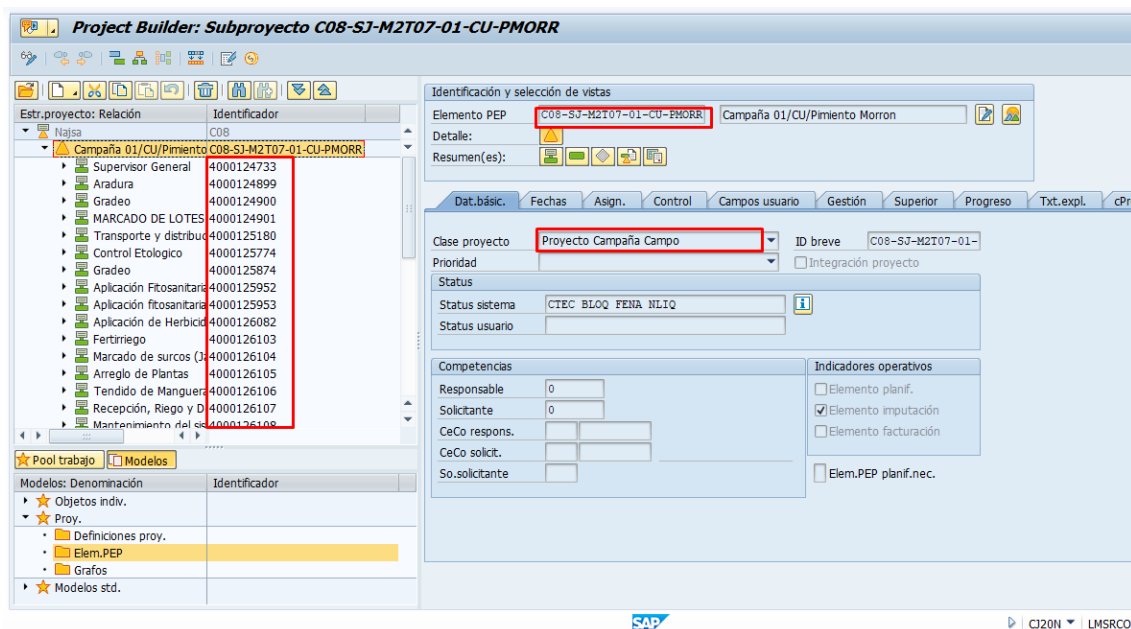 Project Builder: Subproyecto C08-SJ-M2T07-01-CU-PMORR
Estr.proyecto: Relación Identificador
Najsa C08
Campaña 01/CU/Pimiento C08-SJ-M2T07-01-CU-PMORR
Supervisor General 4000124733
Aradura 4000124899
Gradeo 4000124900
MARCADO DE LOTES 4000124901
Transporte y distribuc 4000125180
Control Etologico 4000125774
Gradeo 4000125874
Aplicación Fitosanitaria 4000125952
Aplicación fitosanitaria 4000125953
Aplicación de Herbicid 4000126082
Fertirriego 4000126103
Marcado de surcos (Ja 4000126104
Arreglo de Plantas 4000126105
Tendido de Manguera 4000126106
Recepción, Riego y D 4000126107
Mantenimiento del sis 4000126108
Pool trabajo Modelos
Modelos: Denominación Identificador
Objetos indiv.
Proy.
Definiciones proy.
Elem.PEP
Grafos
Modelos std.
Identificación y selección de vistas
Elemento PEP C08-SJ-M2T07-01-CU-PMORR Campaña 01/CU/Pimiento Morron
Detalle:
Resumen(es):
Dat.básic. Fechas Asign. Control Campos usuario Gestión Superior Progreso Txt.expl. cPr
Clase proyecto Proyecto Campaña Campo ID breve C08-SJ-M2T07-01-
Prioridad Integración proyecto
Status
Status sistema CTEC BLOQ FENA NLIQ
Status usuario
Competencias Indicadores operativos
Responsable 0 Elemento planif.
Solicitante 0 Elemento imputación
CeCo respons. Elemento facturación
CeCo solicit.
So.solicitante Elem.PEP planif.nec.
SAP CJ20N LMSRCO